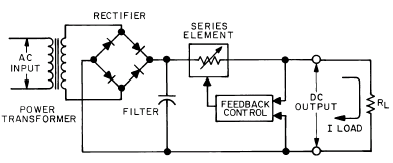 RECTIFIER
SERIES
ELEMENT
AC
INPUT
POWER
TRANSFORMER
FILTER
FEEDBACK
CONTROL
DC
OUTPUT
I LOAD
RL